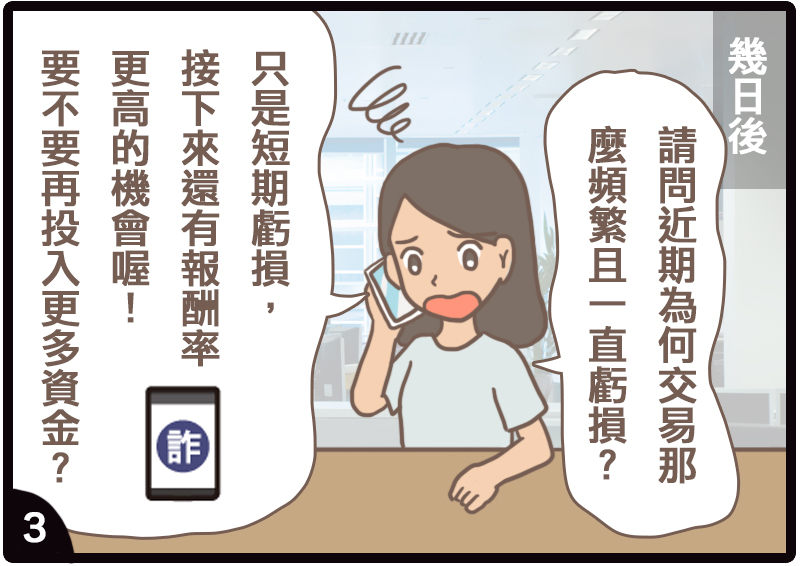 幾日後
請問近期為何交易那
麼頻繁且一直虧損？
只是短期虧損，
接下來還有報酬率
更高的機會喔！
要不要再投入更多資金？
詐
3